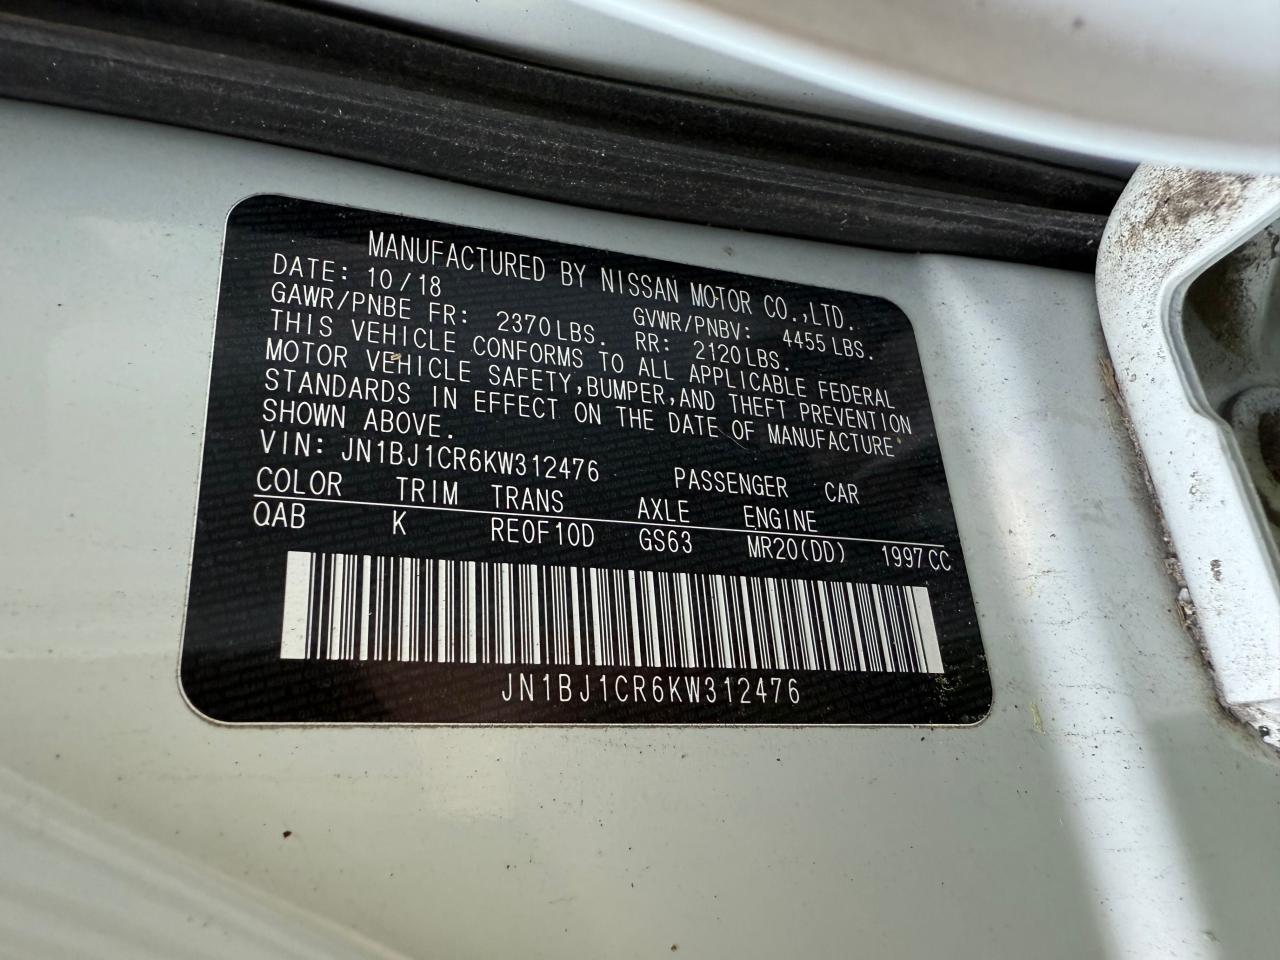 MANUFACTURED BY NISSAN MOTOR CO.,LTD.
DATE: 10/18 GVWR/PNBV: 4455LBS.
GAWR/PNBE FR: 2370LBS. RR: 2120LBS.
THIS VEHICLE CONFORMS TO ALL APPLICABLE FEDERAL
MOTOR VEHICLE SAFETY,BUMPER,AND THEFT PREVENTION
STANDARDS IN EFFECT ON THE DATE OF MANUFACTURE
SHOWN ABOVE.
VIN: JN1BJ1CR6KW312476 PASSENGER CAR
COLOR TRIM TRANS AXLE ENGINE
QAB K RE0F10D GS63 MR20(DD) 1997CC
JN1BJ1CR6KW312476